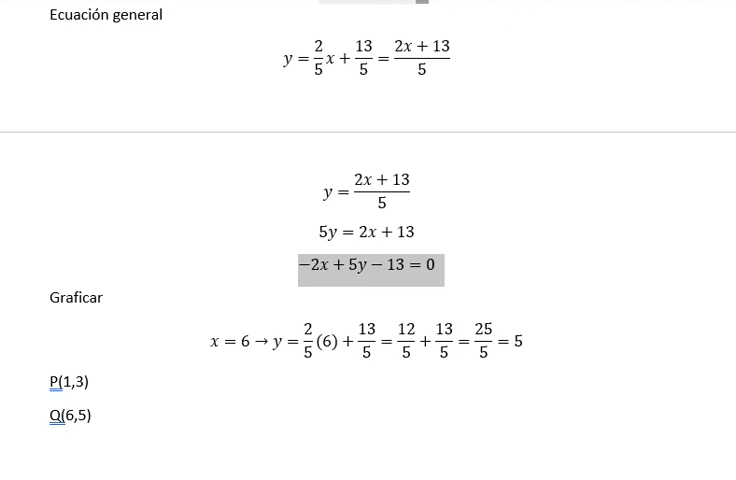 Ecuación general
y = 2/5 x + 13/5 = (2x + 13)/5
y = (2x + 13)/5
5y = 2x + 13
−2x + 5y − 13 = 0
Graficar
x = 6 → y = 2/5 (6) + 13/5 = 12/5 + 13/5 = 25/5 = 5
P(1,3)
Q(6,5)